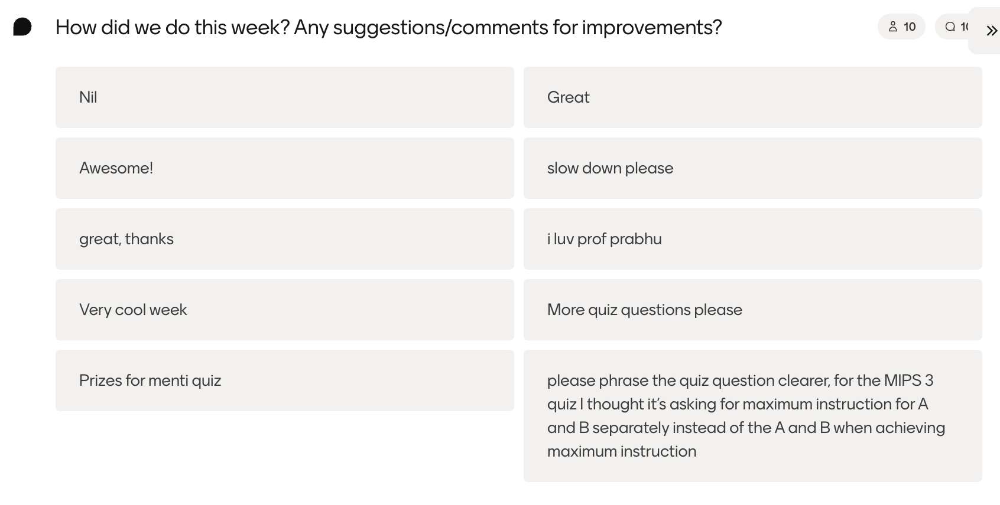 How did we do this week? Any suggestions/comments for improvements?
10
Nil
Great
Awesome!
slow down please
great, thanks
i luv prof prabhu
Very cool week
More quiz questions please
Prizes for menti quiz
please phrase the quiz question clearer, for the MIPS 3
quiz I thought it's asking for maximum instruction for A
and B separately instead of the A and B when achieving
maximum instruction